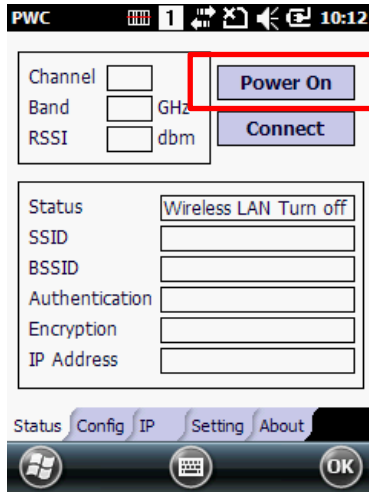 PWC 1 10:12
Channel
Power On
Band GHz
RSSI dbm
Connect
Status Wireless LAN Turn off
SSID
BSSID
Authentication
Encryption
IP Address
Status Config IP Setting About
OK